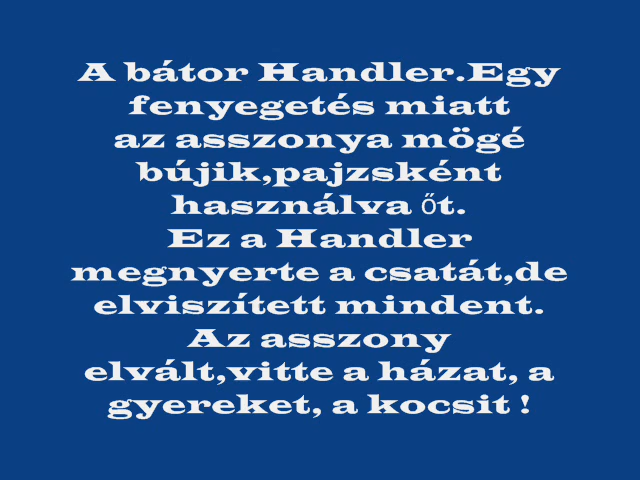 A bátor Handler.Egy
fenyegetés miatt
az asszonya mögé
bújik,pajzsként
használva őt.
Ez a Handler
megnyerte a csatát,de
elviszített mindent.
Az asszony
elvált,vitte a házat, a
gyereket, a kocsit !